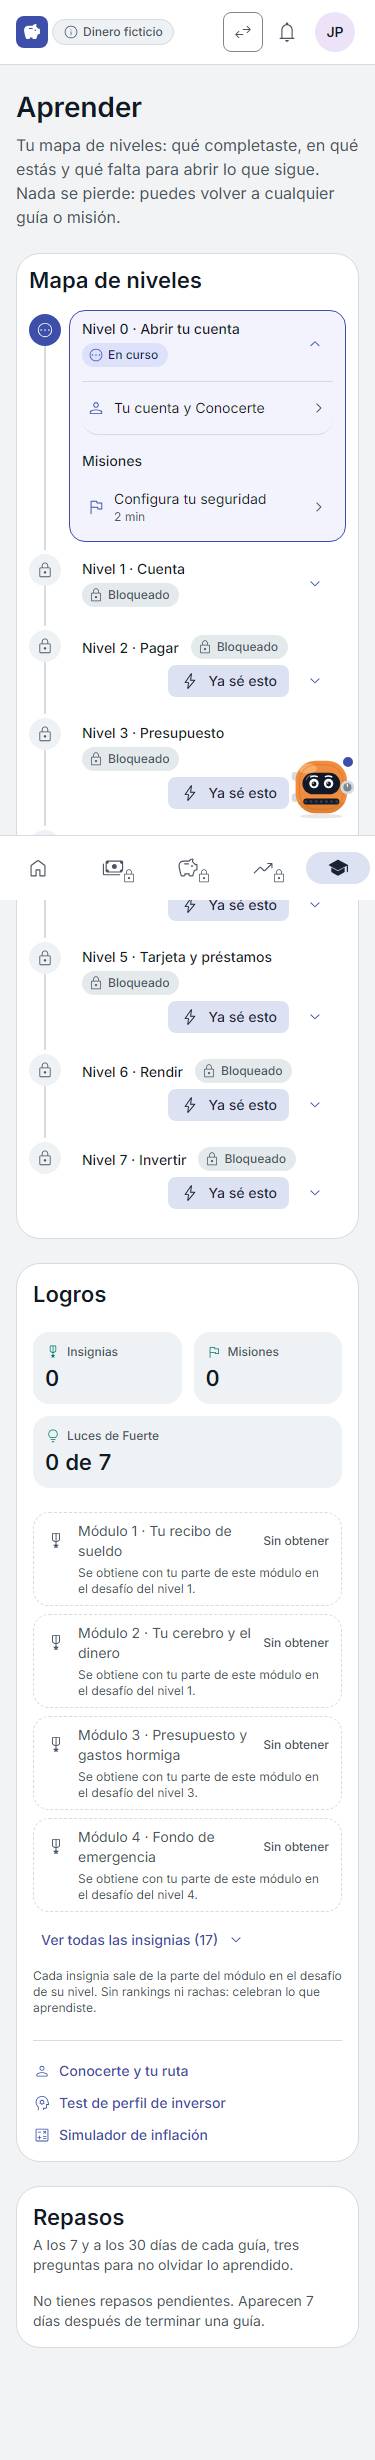 Dinero ficticio
JP
Aprender
Tu mapa de niveles: qué completaste, en qué
estás y qué falta para abrir lo que sigue.
Nada se pierde: puedes volver a cualquier
guía o misión.
Mapa de niveles
Nivel 0 · Abrir tu cuenta
En curso
Tu cuenta y Conocerte
Misiones
Configura tu seguridad
2 min
Nivel 1 · Cuenta
Bloqueado
Nivel 2 · Pagar
Bloqueado
Ya sé esto
Nivel 3 · Presupuesto
Bloqueado
Ya sé esto
Ya sé esto
Nivel 5 · Tarjeta y préstamos
Bloqueado
Ya sé esto
Nivel 6 · Rendir
Bloqueado
Ya sé esto
Nivel 7 · Invertir
Bloqueado
Ya sé esto
Logros
Insignias
0
Misiones
0
Luces de Fuerte
0 de 7
Módulo 1 · Tu recibo de
sueldo
Sin obtener
Se obtiene con tu parte de este módulo en
el desafío del nivel 1.
Módulo 2 · Tu cerebro y el
dinero
Sin obtener
Se obtiene con tu parte de este módulo en
el desafío del nivel 1.
Módulo 3 · Presupuesto y
gastos hormiga
Sin obtener
Se obtiene con tu parte de este módulo en
el desafío del nivel 3.
Módulo 4 · Fondo de
emergencia
Sin obtener
Se obtiene con tu parte de este módulo en
el desafío del nivel 4.
Ver todas las insignias (17)
Cada insignia sale de la parte del módulo en el desafío
de su nivel. Sin rankings ni rachas: celebran lo que
aprendiste.
Conocerte y tu ruta
Test de perfil de inversor
Simulador de inflación
Repasos
A los 7 y a los 30 días de cada guía, tres
preguntas para no olvidar lo aprendido.
No tienes repasos pendientes. Aparecen 7
días después de terminar una guía.